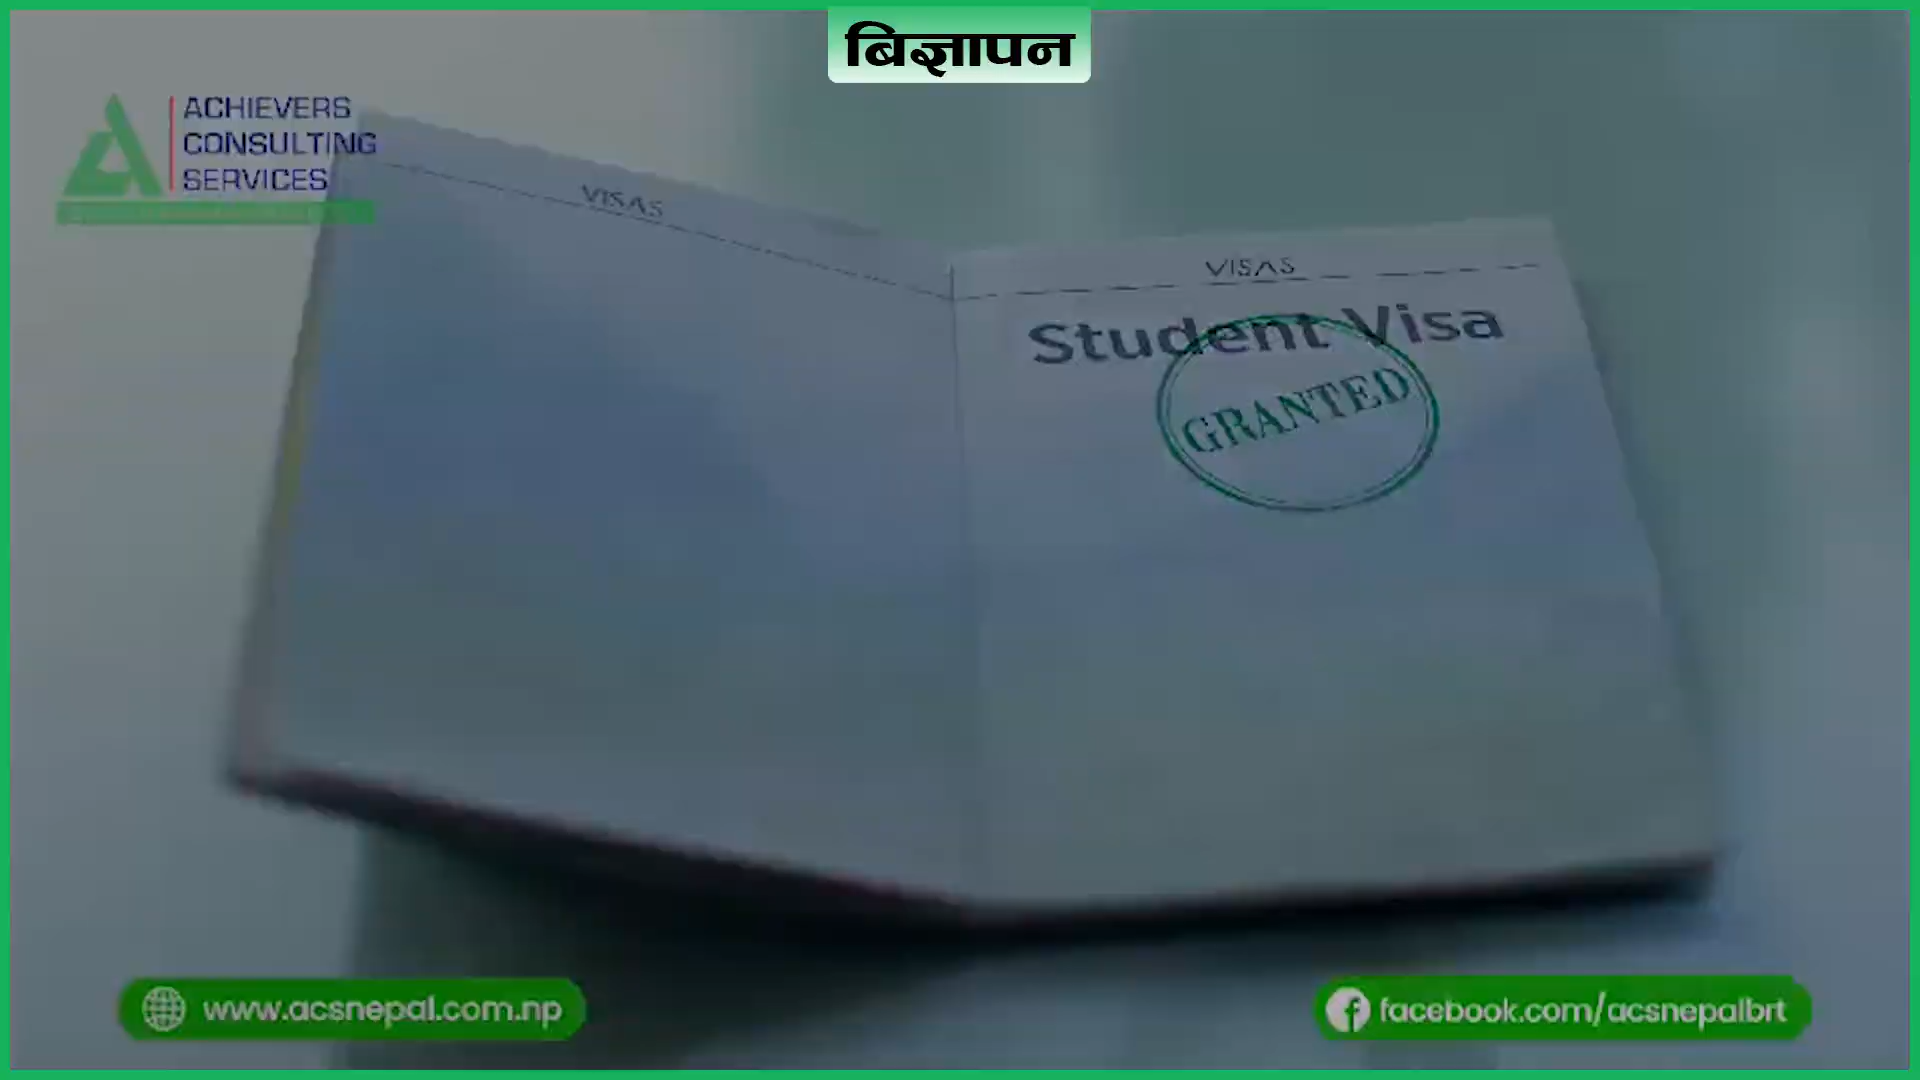 बिज्ञापन
ACHIEVERS
CONSULTING
SERVICES
VISAS
VISAS
Student Visa
GRANTED
www.acsnepal.com.np
facebook.com/acsnepalbrt